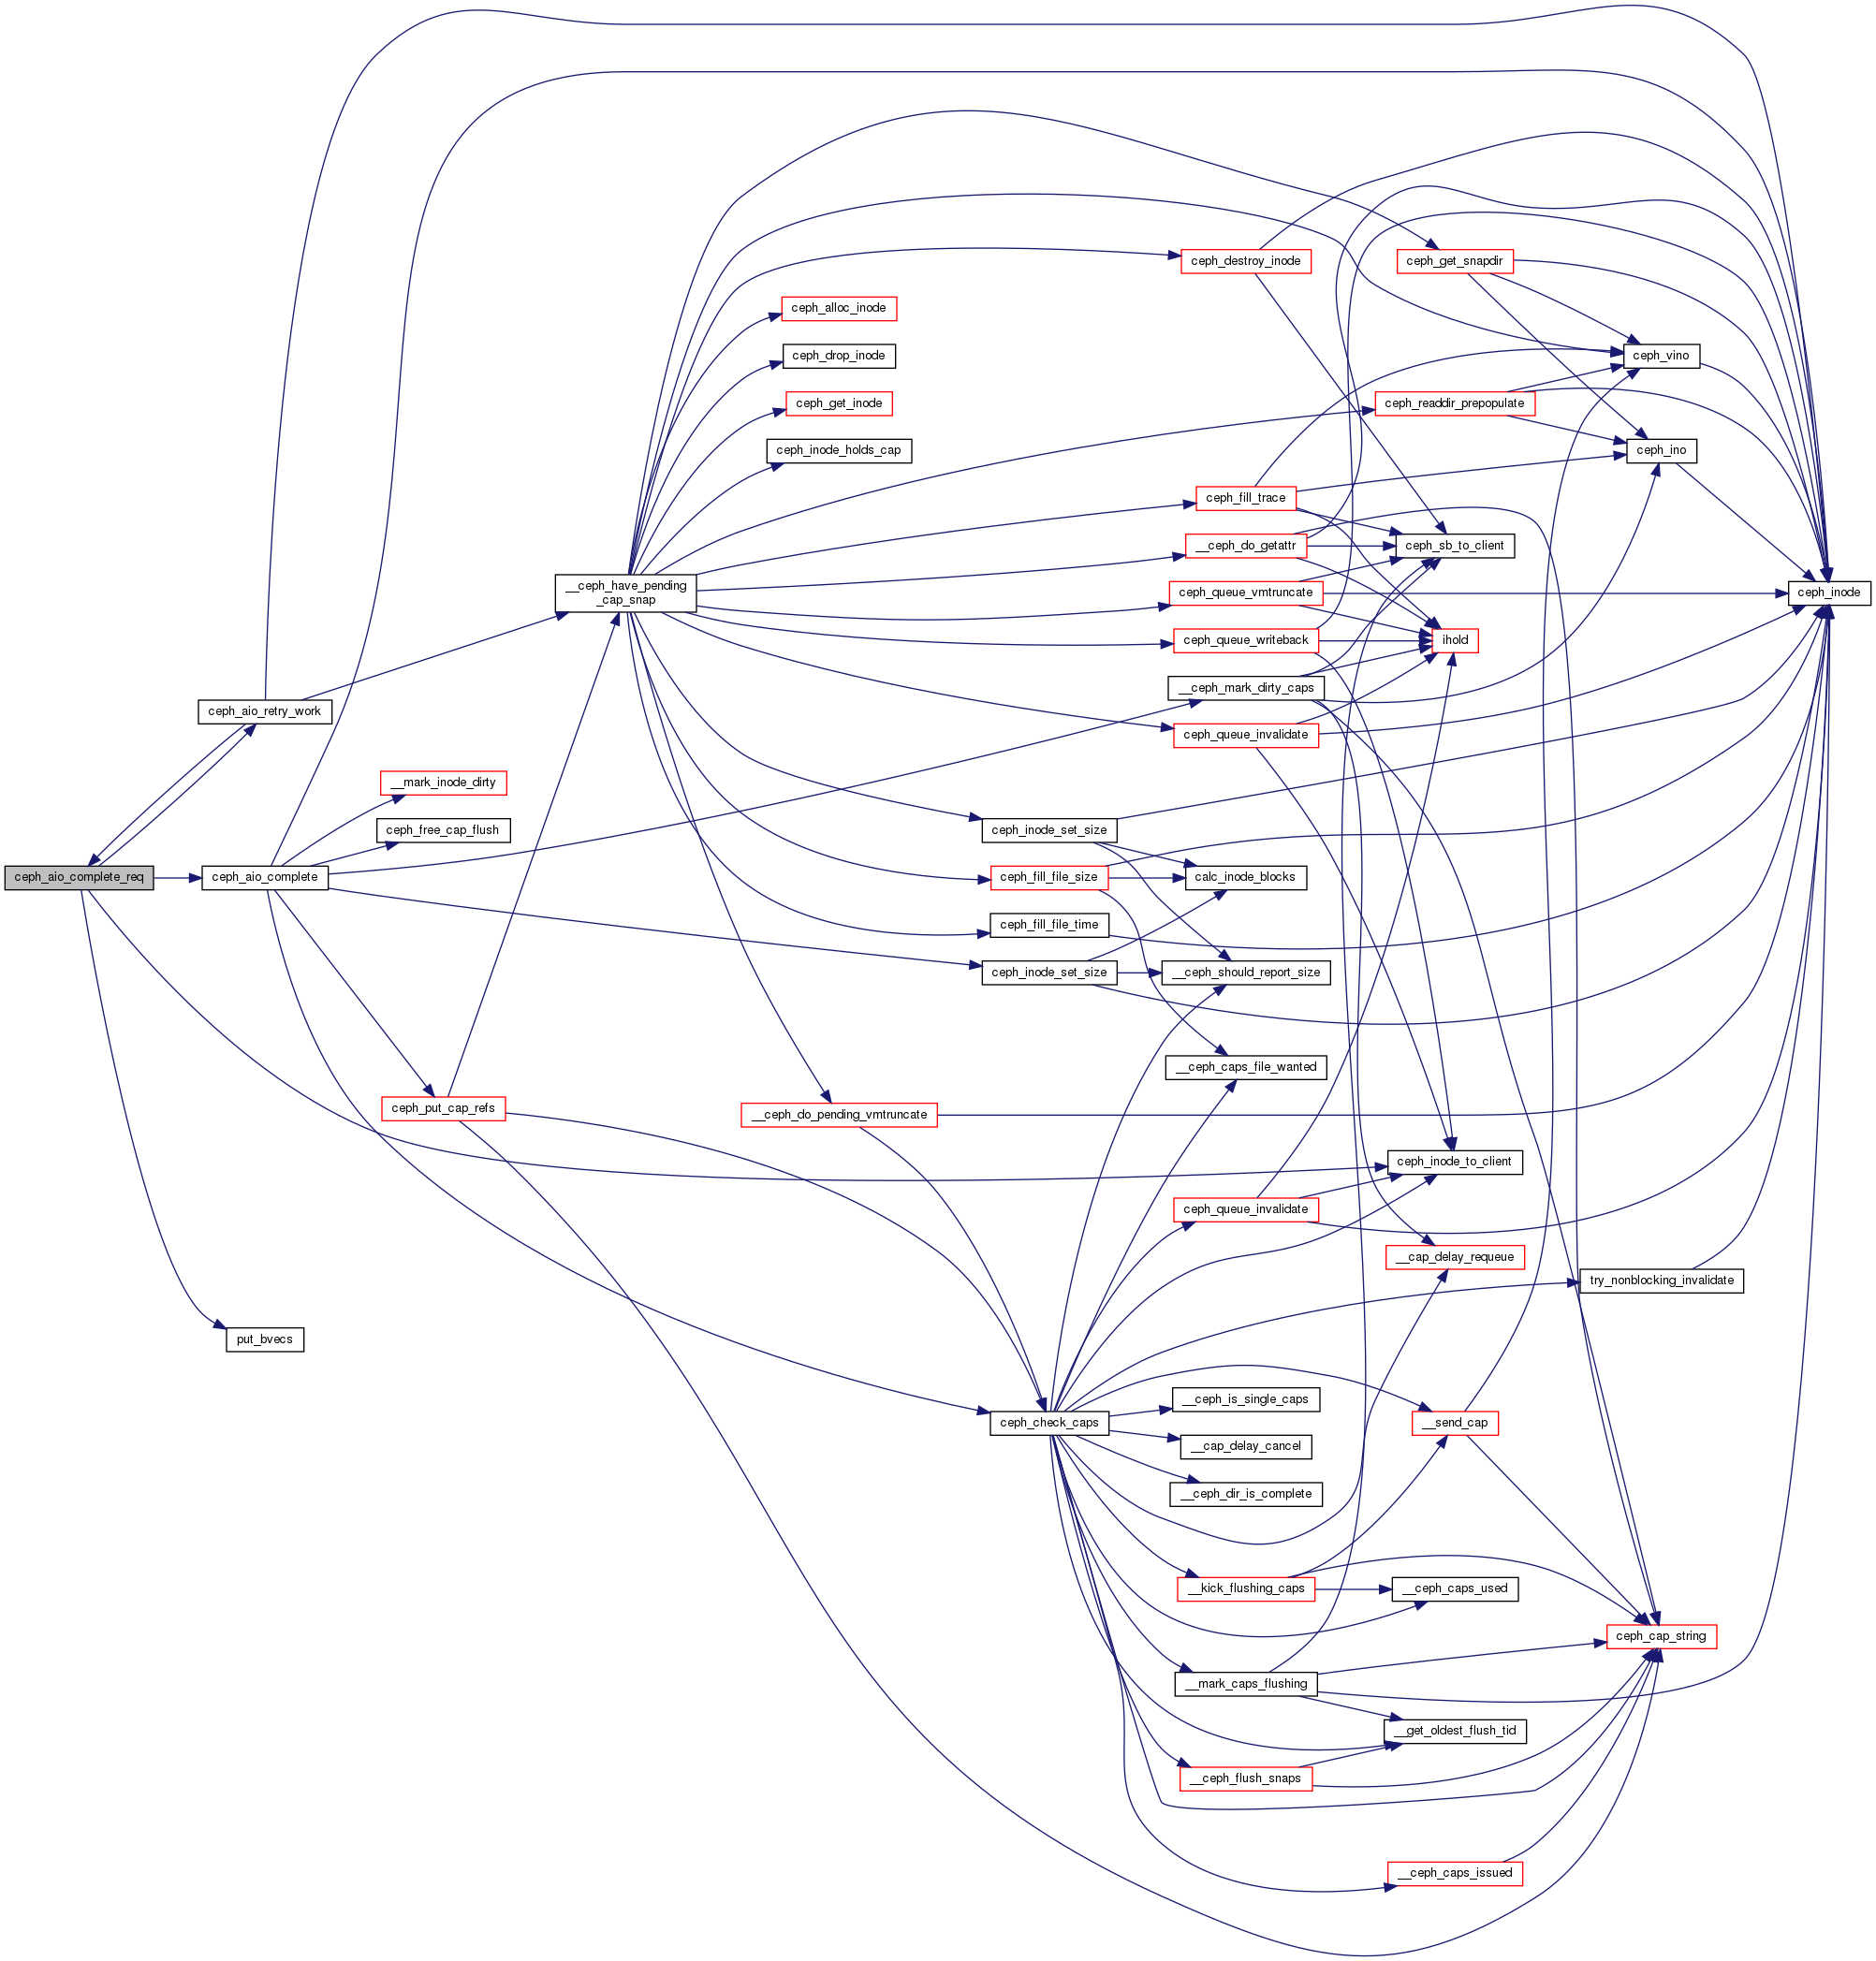 ceph_destroy_inode
ceph_get_snapdir
ceph_alloc_inode
ceph_drop_inode
ceph_vino
ceph_get_inode
ceph_readdir_prepopulate
ceph_inode_holds_cap
ceph_ino
ceph_fill_trace
__ceph_do_getattr
ceph_sb_to_client
__ceph_have_pending
_cap_snap
ceph_queue_vmtruncate
ceph_inode
ceph_queue_writeback
ihold
__ceph_mark_dirty_caps
ceph_aio_retry_work
ceph_queue_invalidate
__mark_inode_dirty
ceph_free_cap_flush
ceph_inode_set_size
ceph_aio_complete_req
ceph_aio_complete
ceph_fill_file_size
calc_inode_blocks
ceph_fill_file_time
ceph_inode_set_size
__ceph_should_report_size
__ceph_caps_file_wanted
ceph_put_cap_refs
__ceph_do_pending_vmtruncate
ceph_inode_to_client
ceph_queue_invalidate
__cap_delay_requeue
try_nonblocking_invalidate
put_bvecs
__ceph_is_single_caps
ceph_check_caps
__send_cap
__cap_delay_cancel
__ceph_dir_is_complete
__kick_flushing_caps
__ceph_caps_used
ceph_cap_string
__mark_caps_flushing
__get_oldest_flush_tid
__ceph_flush_snaps
__ceph_caps_issued